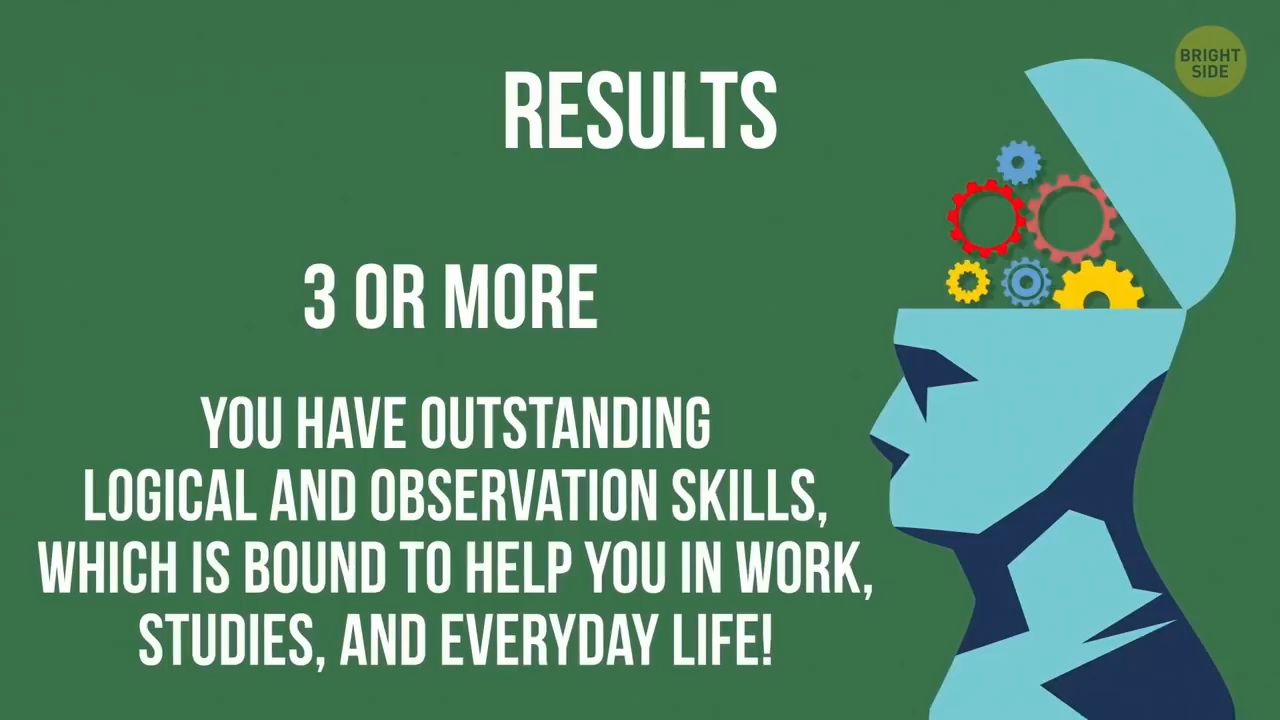 BRIGHT
SIDE
RESULTS
3 OR MORE
YOU HAVE OUTSTANDING
LOGICAL AND OBSERVATION SKILLS,
WHICH IS BOUND TO HELP YOU IN WORK,
STUDIES, AND EVERYDAY LIFE!